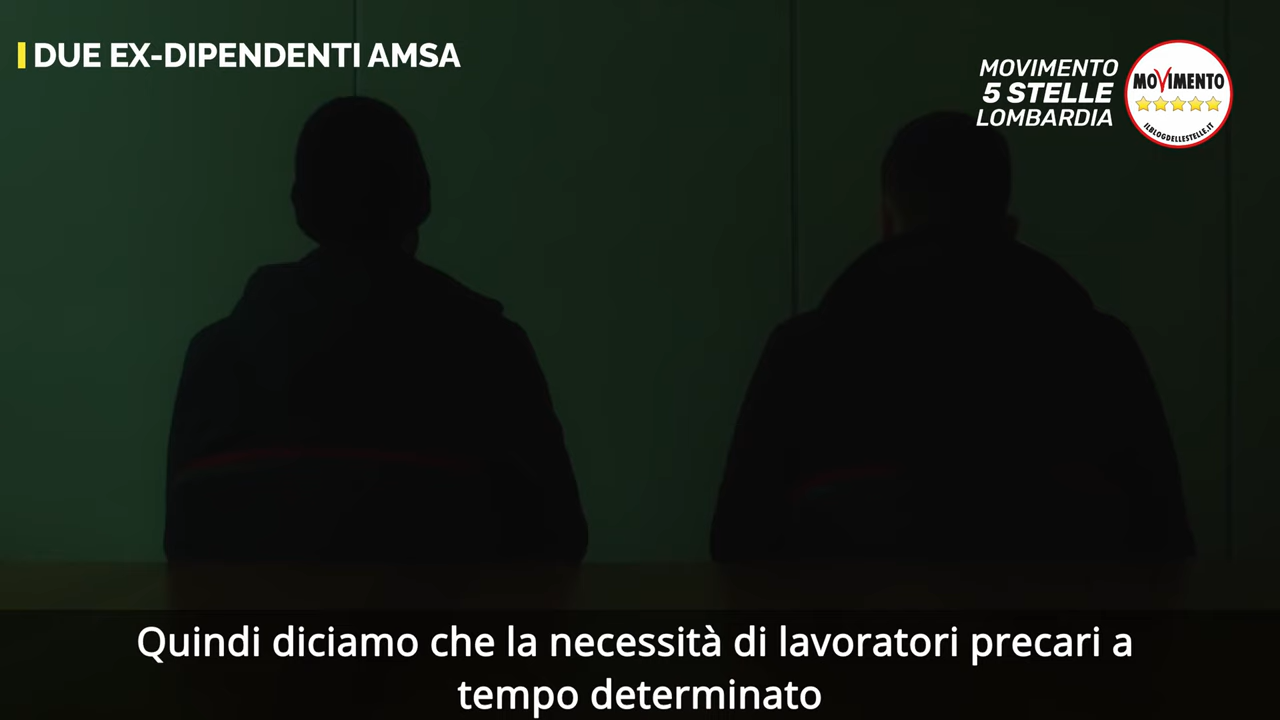 DUE EX-DIPENDENTI AMSA
MOVIMENTO
5 STELLE
LOMBARDIA
MOVIMENTO
ILBLOGDELLESTELLE.IT
Quindi diciamo che la necessità di lavoratori precari a
tempo determinato